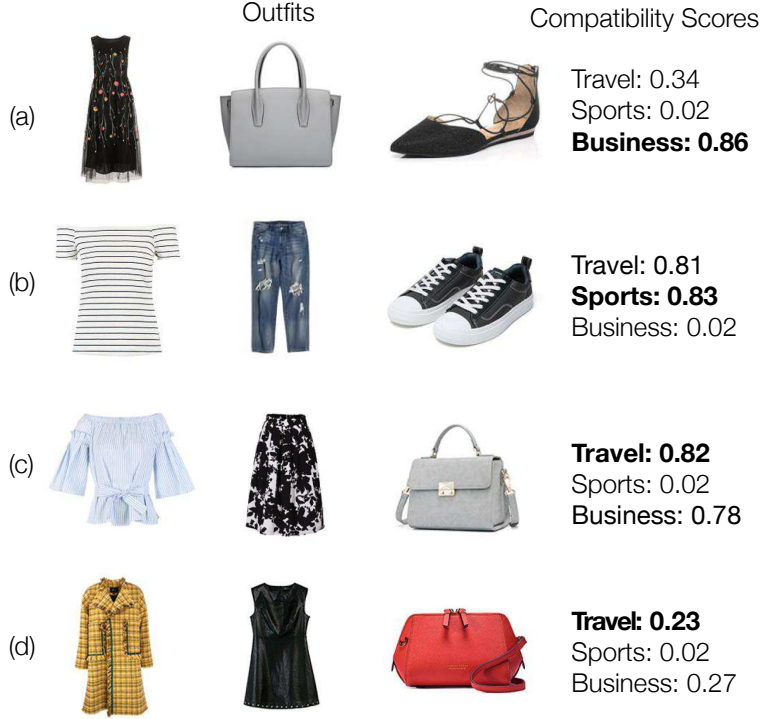 Outfits
Compatibility Scores
(a)
Travel: 0.34
Sports: 0.02
Business: 0.86
(b)
Travel: 0.81
Sports: 0.83
Business: 0.02
(c)
Travel: 0.82
Sports: 0.02
Business: 0.78
(d)
Travel: 0.23
Sports: 0.02
Business: 0.27